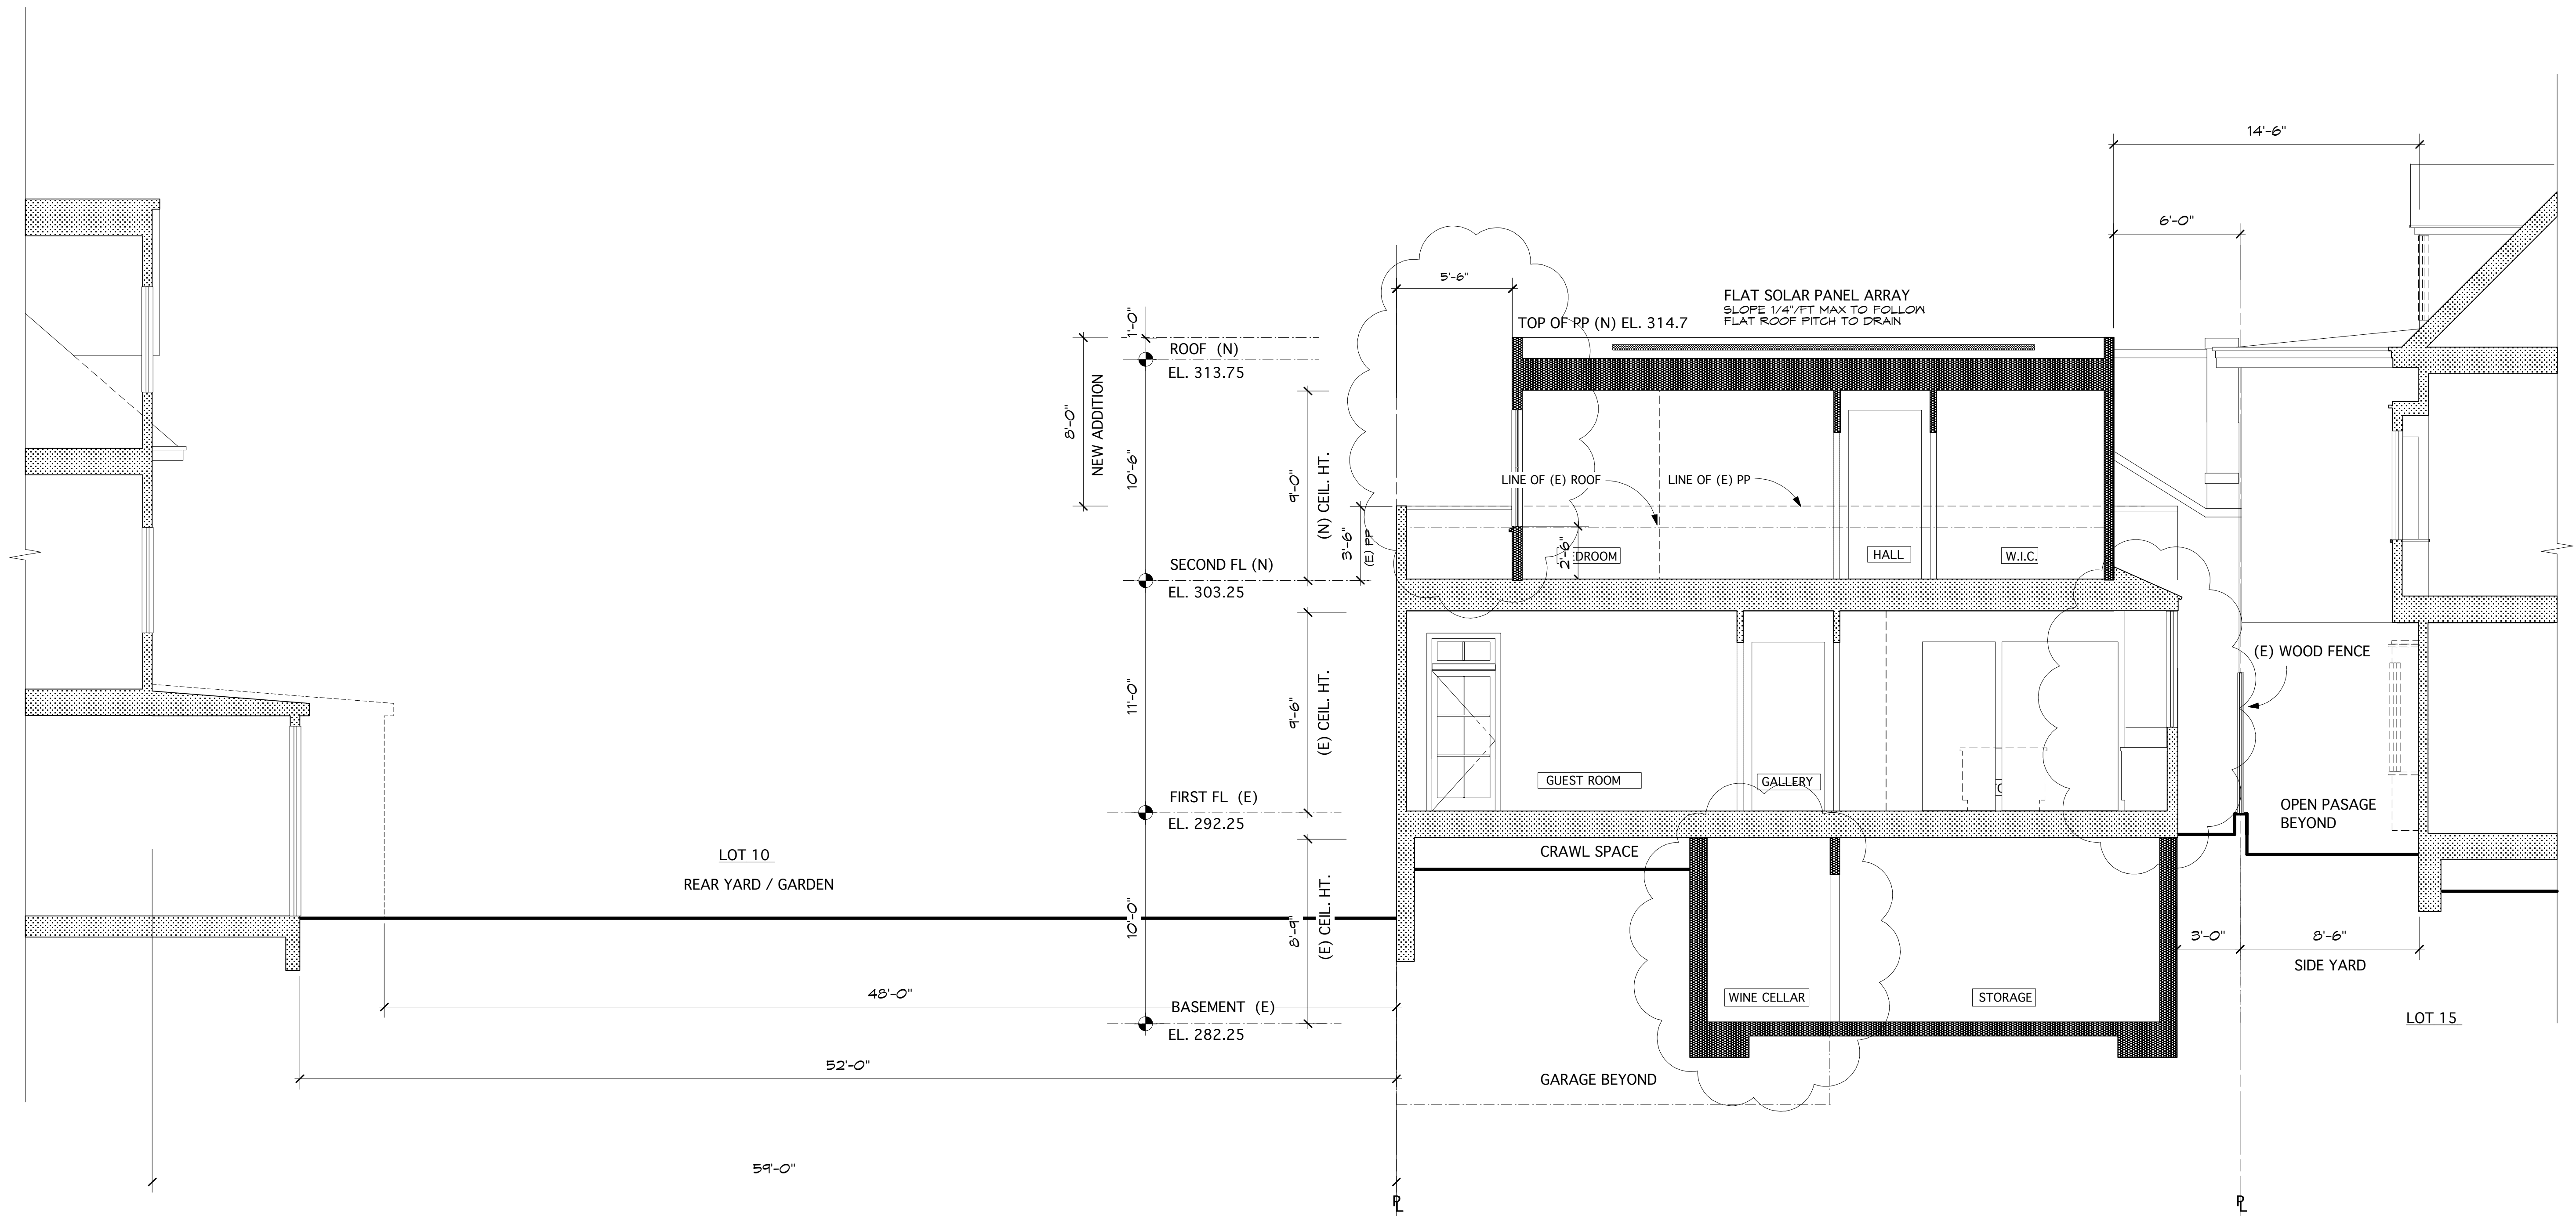 14'-6"
6'-0"
5'-6"
FLAT SOLAR PANEL ARRAY
SLOPE 1/4"/FT MAX TO FOLLOW
FLAT ROOF PITCH TO DRAIN
TOP OF PP (N) EL. 314.7
1'-0"
ROOF (N)
EL. 313.75
8'-0"
NEW ADDITION
10'-6"
9'-0"
(N) CEIL. HT.
3'-6"
(E) PP
LINE OF (E) ROOF
LINE OF (E) PP
2'-6"
DROOM
HALL
W.I.C.
SECOND FL (N)
EL. 303.25
11'-0"
9'-6"
(E) CEIL. HT.
(E) WOOD FENCE
GUEST ROOM
GALLERY
FIRST FL (E)
EL. 292.25
OPEN PASAGE
BEYOND
LOT 10
REAR YARD / GARDEN
CRAWL SPACE
10'-0"
8'-9"
(E) CEIL. HT.
3'-0"
8'-6"
SIDE YARD
48'-0"
BASEMENT (E)
EL. 282.25
WINE CELLAR
STORAGE
LOT 15
52'-0"
GARAGE BEYOND
59'-0"
PL
PL